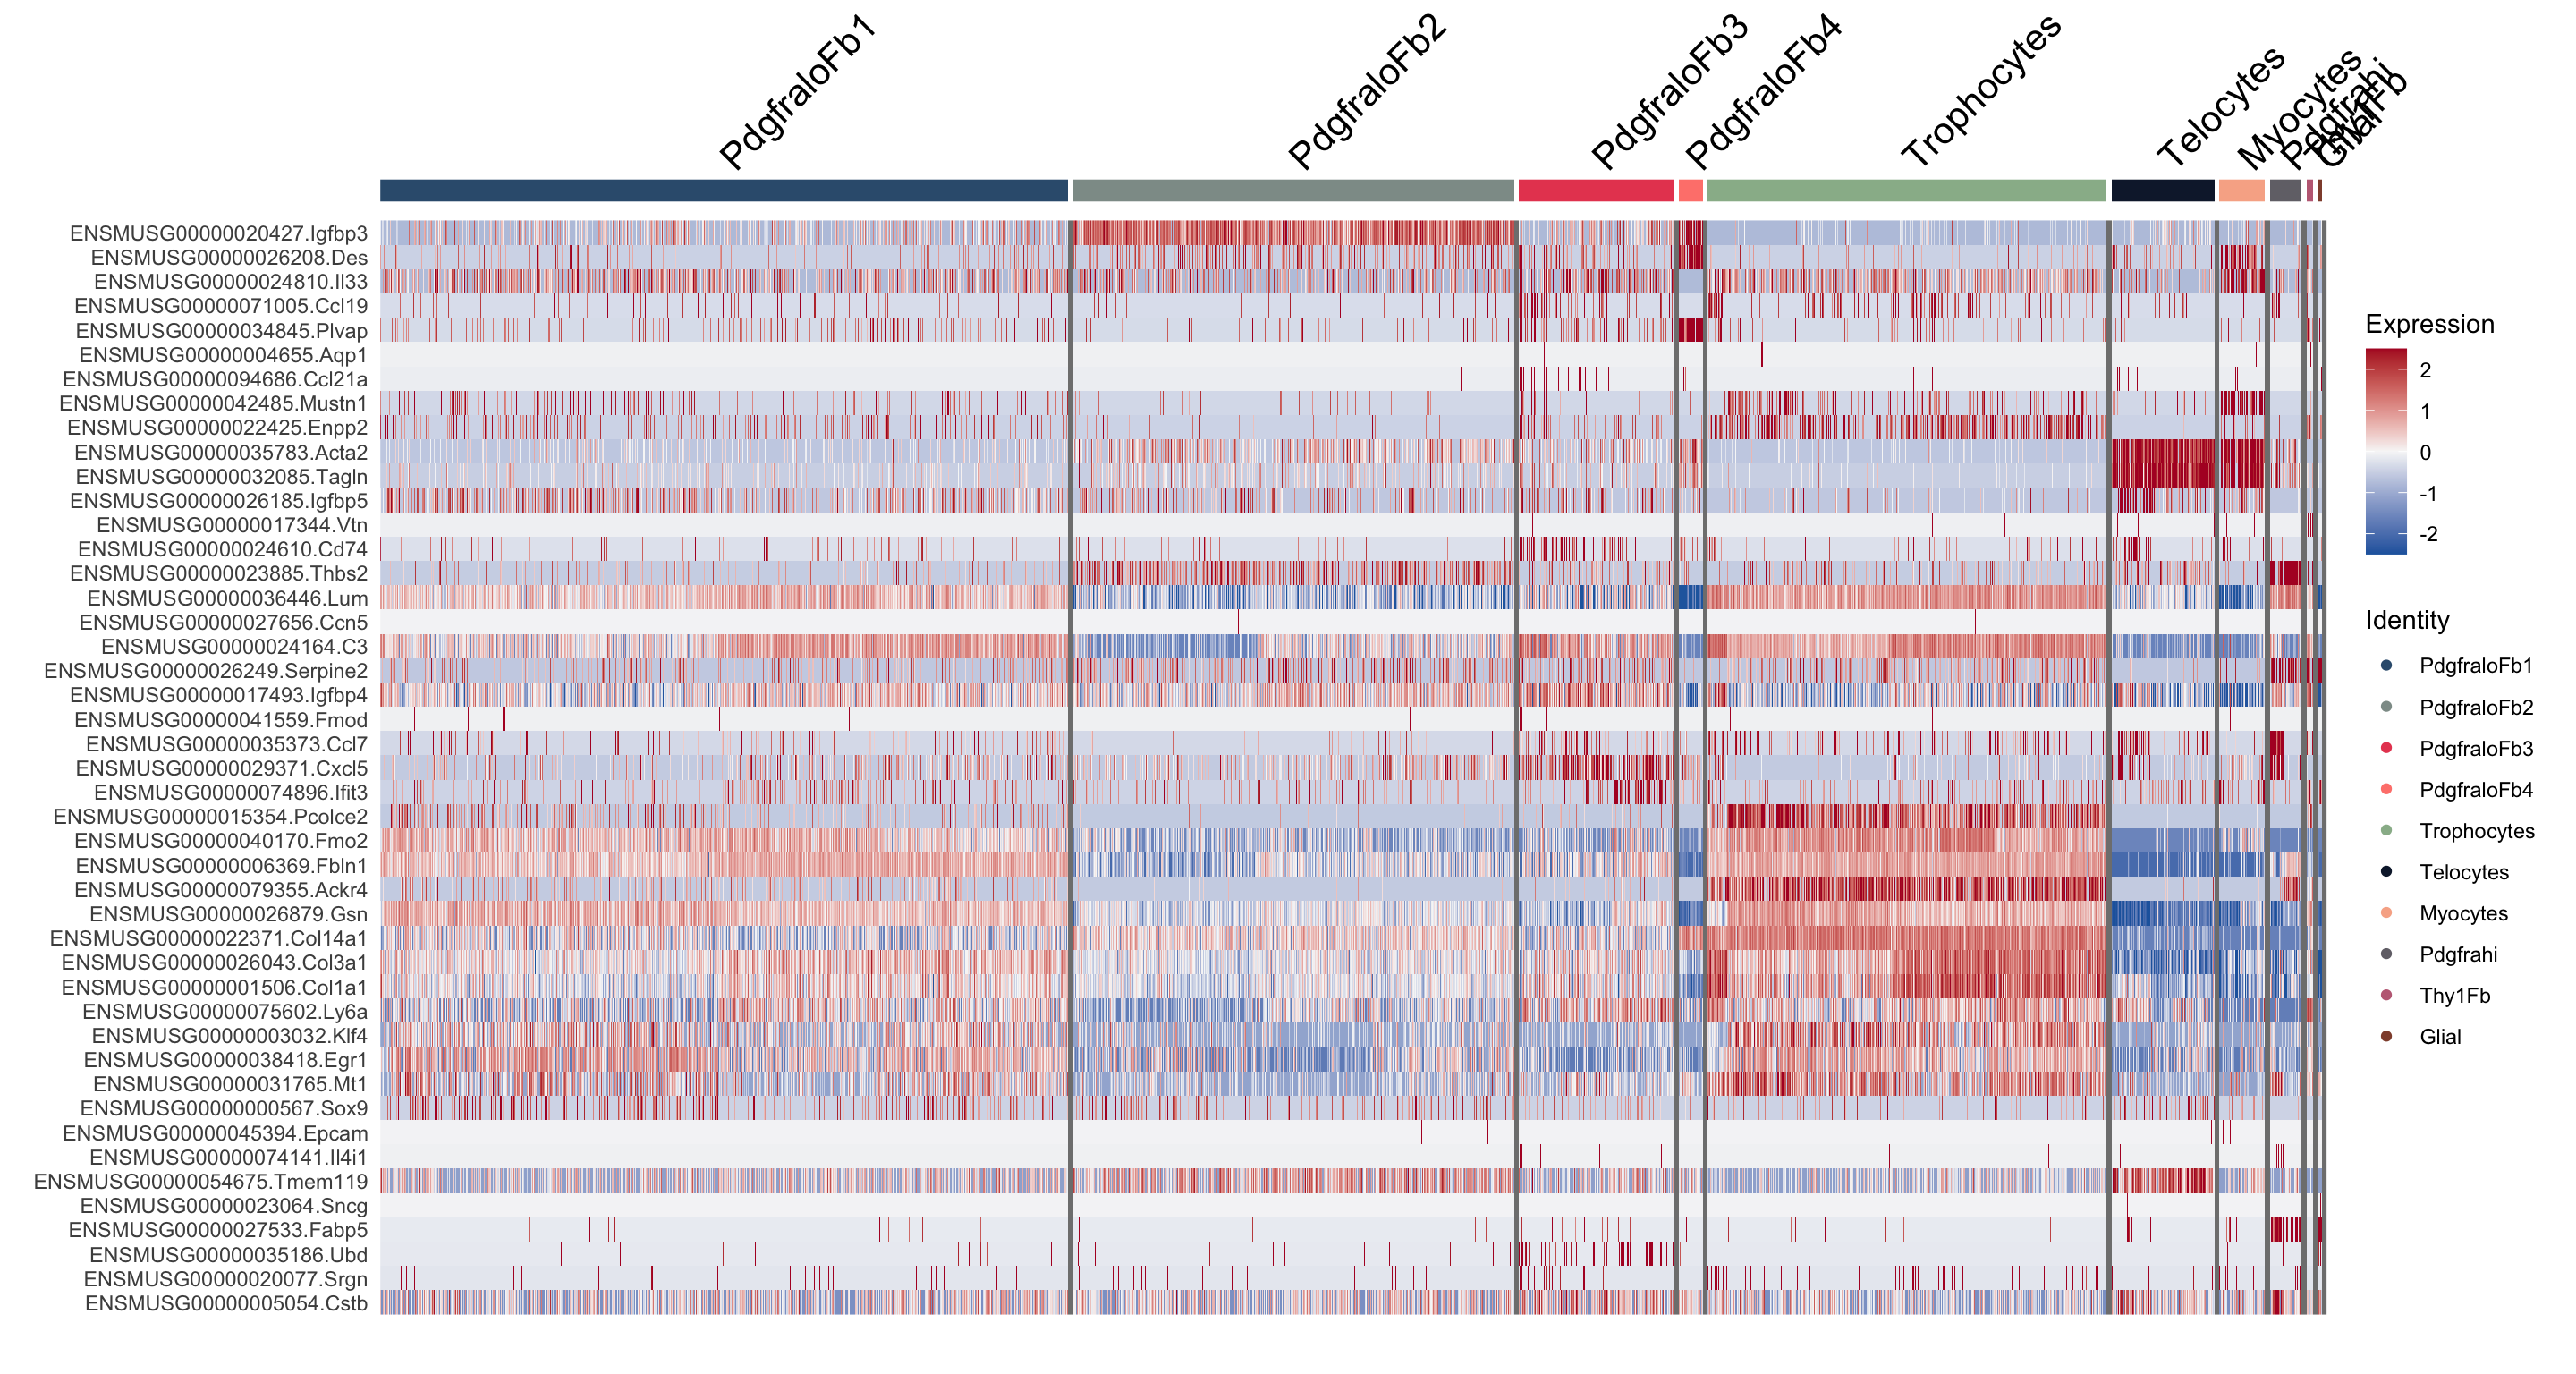 PdgfraloFb1
PdgfraloFb2
PdgfraloFb3
PdgfraloFb4
Trophocytes
Telocytes
Myocytes
Pdgfrahi
Thy1Fb
Glial
ENSMUSG00000020427.Igfbp3
ENSMUSG00000026208.Des
ENSMUSG00000024810.Il33
ENSMUSG00000071005.Ccl19
ENSMUSG00000034845.Plvap
ENSMUSG00000004655.Aqp1
ENSMUSG00000094686.Ccl21a
ENSMUSG00000042485.Mustn1
ENSMUSG00000022425.Enpp2
ENSMUSG00000035783.Acta2
ENSMUSG00000032085.Tagln
ENSMUSG00000026185.Igfbp5
ENSMUSG00000017344.Vtn
ENSMUSG00000024610.Cd74
ENSMUSG00000023885.Thbs2
ENSMUSG00000036446.Lum
ENSMUSG00000027656.Ccn5
ENSMUSG00000024164.C3
ENSMUSG00000026249.Serpine2
ENSMUSG00000017493.Igfbp4
ENSMUSG00000041559.Fmod
ENSMUSG00000035373.Ccl7
ENSMUSG00000029371.Cxcl5
ENSMUSG00000074896.Ifit3
ENSMUSG00000015354.Pcolce2
ENSMUSG00000040170.Fmo2
ENSMUSG00000006369.Fbln1
ENSMUSG00000079355.Ackr4
ENSMUSG00000026879.Gsn
ENSMUSG00000022371.Col14a1
ENSMUSG00000026043.Col3a1
ENSMUSG00000001506.Col1a1
ENSMUSG00000075602.Ly6a
ENSMUSG00000003032.Klf4
ENSMUSG00000038418.Egr1
ENSMUSG00000031765.Mt1
ENSMUSG00000000567.Sox9
ENSMUSG00000045394.Epcam
ENSMUSG00000074141.Il4i1
ENSMUSG00000054675.Tmem119
ENSMUSG00000023064.Sncg
ENSMUSG00000027533.Fabp5
ENSMUSG00000035186.Ubd
ENSMUSG00000020077.Srgn
ENSMUSG00000005054.Cstb
Expression
2
1
0
-1
-2
Identity
PdgfraloFb1
PdgfraloFb2
PdgfraloFb3
PdgfraloFb4
Trophocytes
Telocytes
Myocytes
Pdgfrahi
Thy1Fb
Glial